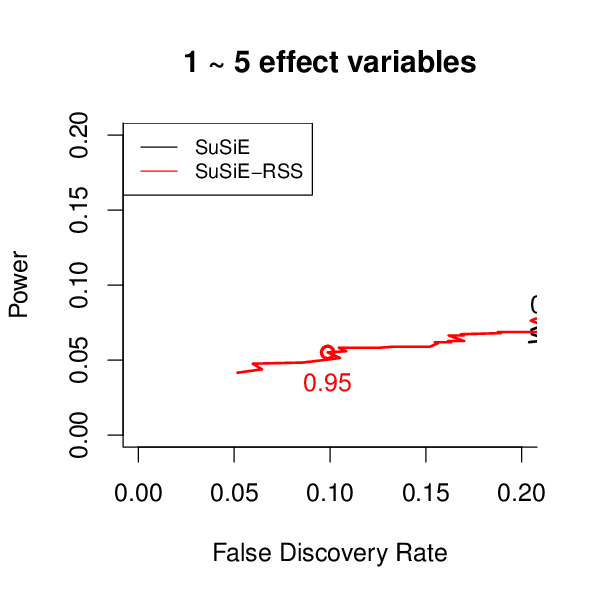 1 ~ 5 effect variables
SuSiE
SuSiE−RSS
Power
0.20
0.15
0.10
0.05
0.00
0.95
0.00 0.05 0.10 0.15 0.20
False Discovery Rate